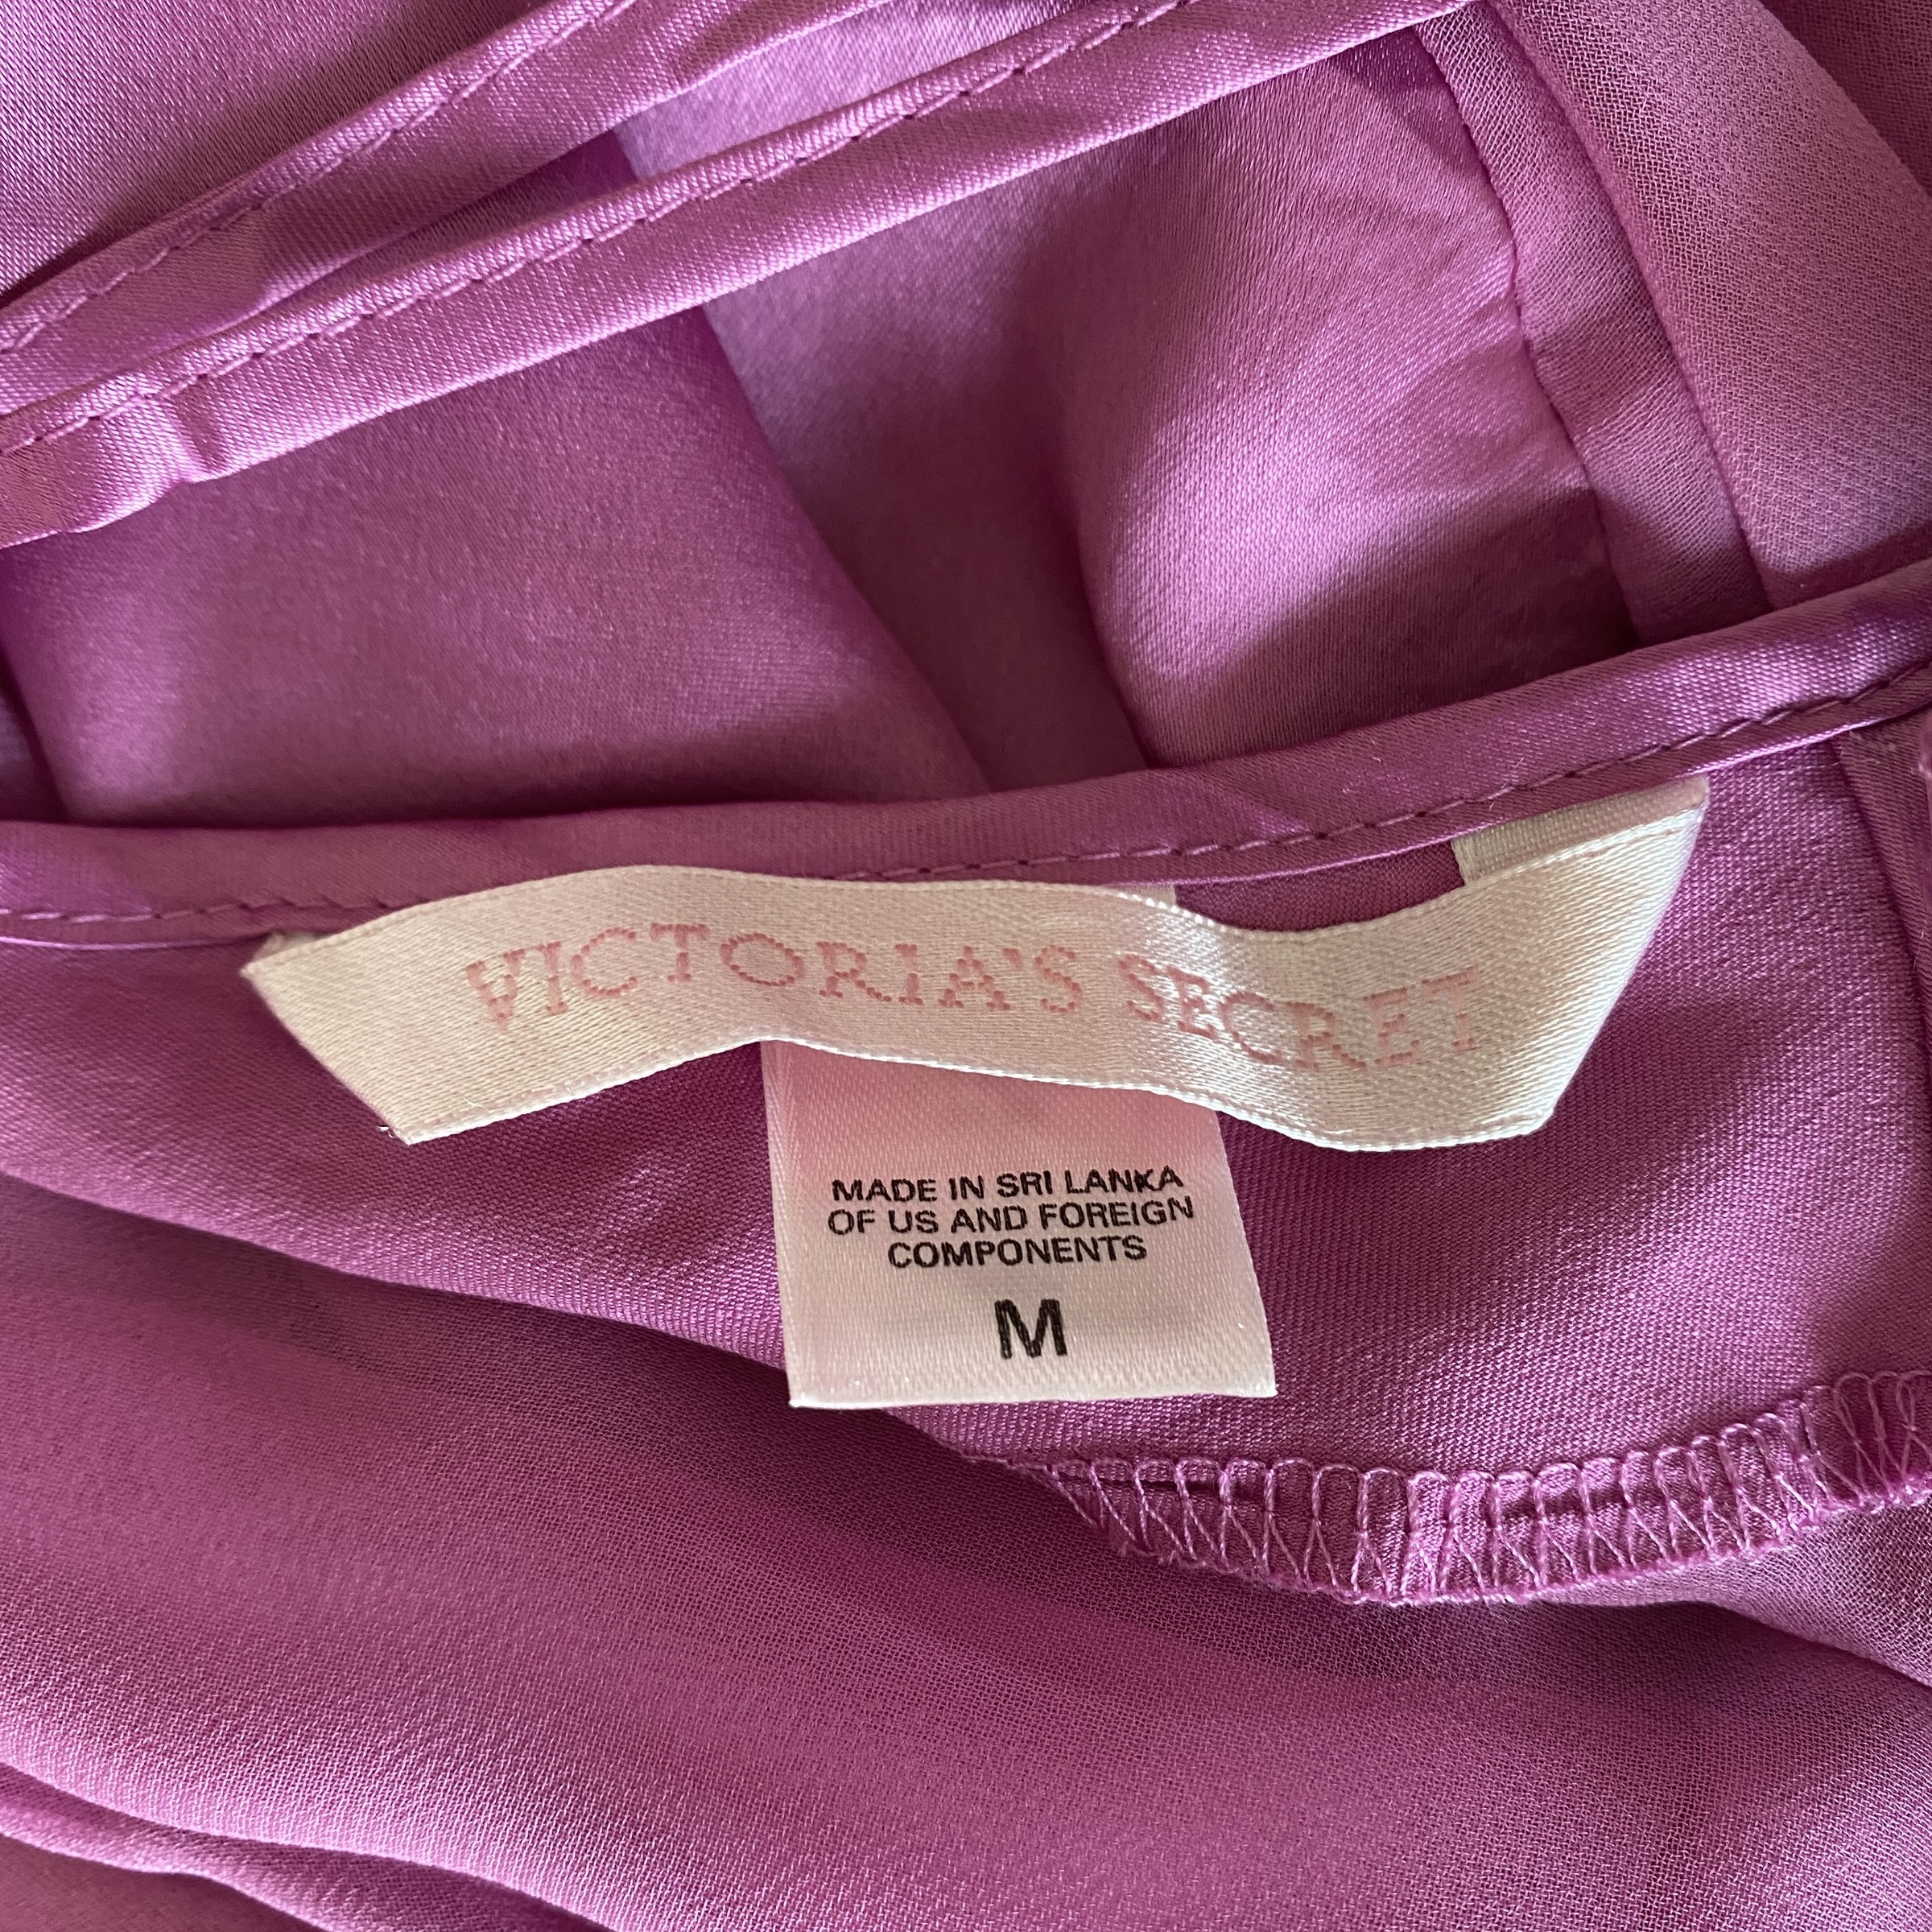 VICTORIA'S SECRET
MADE IN SRI LANKA
OF US AND FOREIGN
COMPONENTS
M